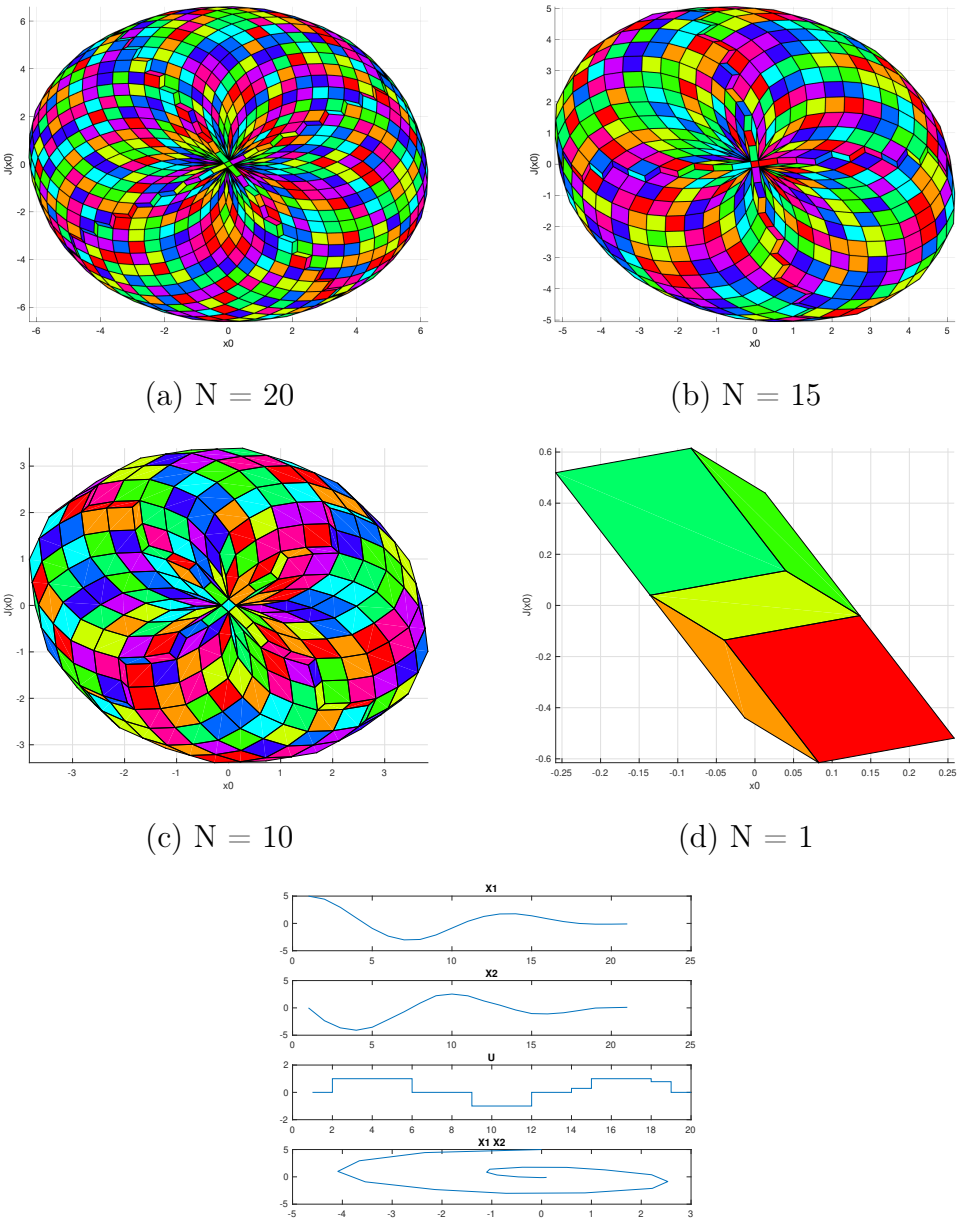 6
4
2
0
-2
-4
-6
J(x0)
-6 -4 -2 0 2 4 6
x0
(a) N = 20
5
4
3
2
1
0
-1
-2
-3
-4
-5
J(x0)
-5 -4 -3 -2 -1 0 1 2 3 4 5
x0
(b) N = 15
3
2
1
0
-1
-2
-3
J(x0)
-3 -2 -1 0 1 2 3
x0
(c) N = 10
0.6
0.4
0.2
0
-0.2
-0.4
-0.6
J(x0)
-0.25 -0.2 -0.15 -0.1 -0.05 0 0.05 0.1 0.15 0.2 0.25
x0
(d) N = 1
X1
5
0
-5
0 5 10 15 20 25
X2
5
0
-5
0 5 10 15 20 25
U
2
0
-2
0 2 4 6 8 10 12 14 16 18 20
X1 X2
5
0
-5
-5 -4 -3 -2 -1 0 1 2 3